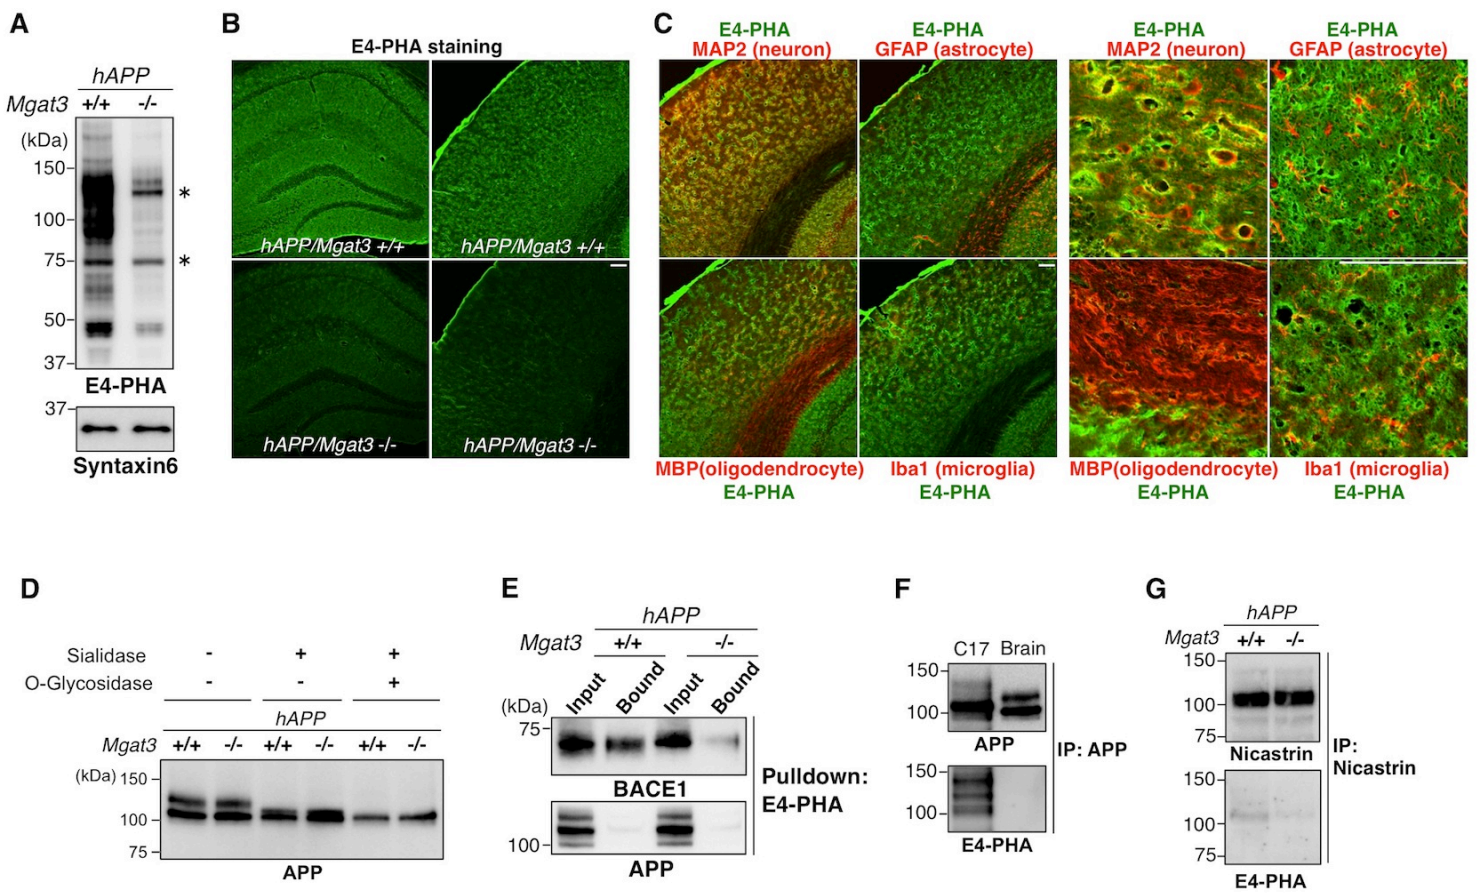 A
hAPP
Mgat3 +/+ -/-
(kDa)
150
100
75
50
37
*
*
E4-PHA
37
Syntaxin6
B
E4-PHA staining
hAPP/Mgat3 +/+
hAPP/Mgat3 +/+
hAPP/Mgat3 -/-
hAPP/Mgat3 -/-
C
E4-PHA
MAP2 (neuron)
E4-PHA
GFAP (astrocyte)
E4-PHA
MAP2 (neuron)
E4-PHA
GFAP (astrocyte)
MBP(oligodendrocyte)
E4-PHA
Iba1 (microglia)
E4-PHA
MBP(oligodendrocyte)
E4-PHA
Iba1 (microglia)
E4-PHA
D
Sialidase - + +
O-Glycosidase - - +
hAPP
Mgat3 +/+ -/- +/+ -/- +/+ -/-
(kDa) 150
100
75
APP
E
hAPP
Mgat3 +/+ -/-
Input Bound Input Bound
(kDa)
75
BACE1
100
APP
Pulldown:
E4-PHA
F
C17 Brain
150
100
APP
150
100
E4-PHA
IP: APP
G
hAPP
Mgat3 +/+ -/-
150
100
75
Nicastrin
150
100
75
E4-PHA
IP:
Nicastrin